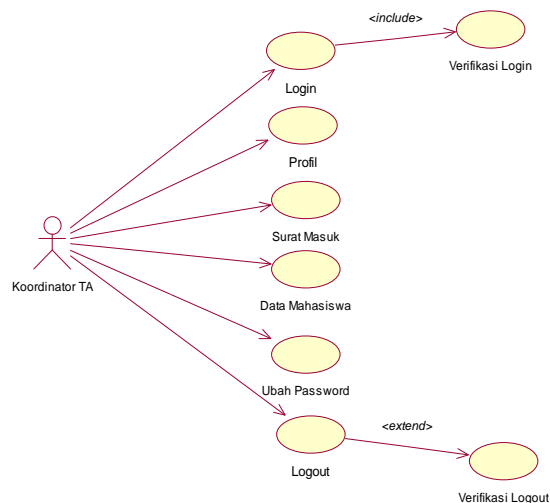 <include>
Login
Verifikasi Login
Profil
Surat Masuk
Koordinator TA
Data Mahasiswa
Ubah Password
<extend>
Logout
Verifikasi Logout